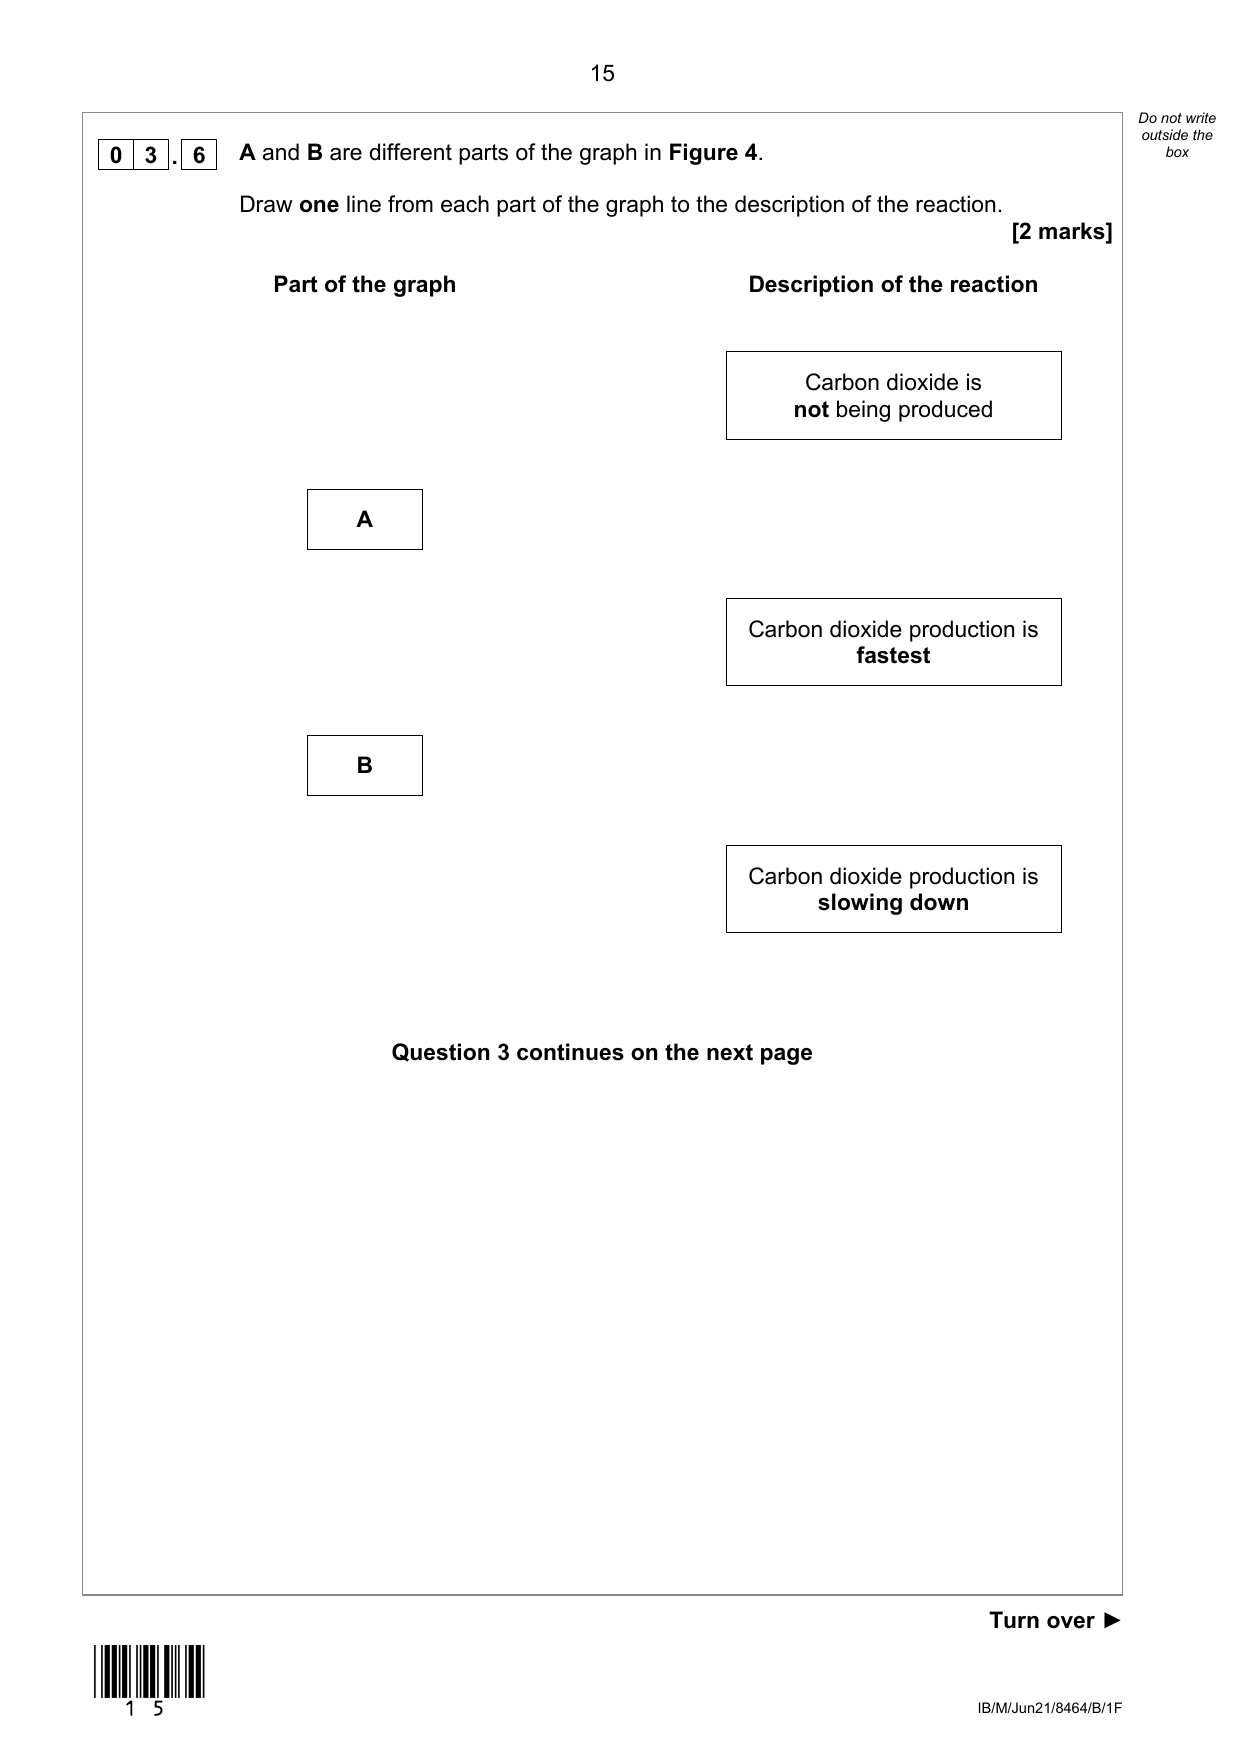 15
Do not write
outside the
box
0 3 . 6 A and B are different parts of the graph in Figure 4.
Draw one line from each part of the graph to the description of the reaction.
[2 marks]
Part of the graph Description of the reaction
Carbon dioxide is
not being produced
A
Carbon dioxide production is
fastest
B
Carbon dioxide production is
slowing down
Question 3 continues on the next page
Turn over ►
1 5
IB/M/Jun21/8464/B/1F